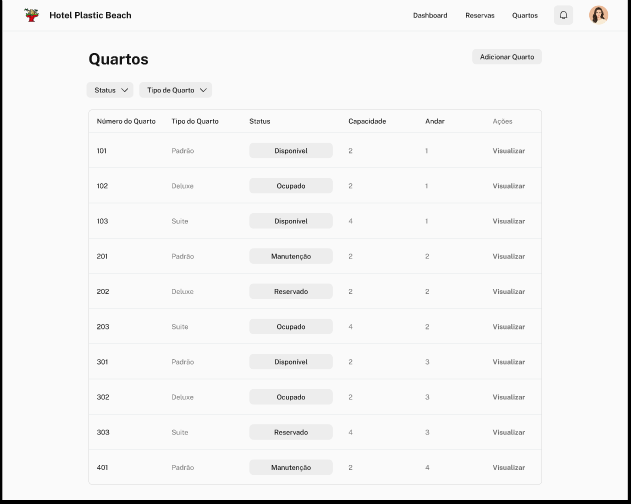 Hotel Plastic Beach
Dashboard Reservas Quartos
Quartos
Adicionar Quarto
Status Tipo de Quarto
Número do Quarto Tipo do Quarto Status Capacidade Andar Ações
101 Padrão Disponível 2 1 Visualizar
102 Deluxe Ocupado 2 1 Visualizar
103 Suite Disponível 4 1 Visualizar
201 Padrão Manutenção 2 2 Visualizar
202 Deluxe Reservado 2 2 Visualizar
203 Suite Ocupado 4 2 Visualizar
301 Padrão Disponível 2 3 Visualizar
302 Deluxe Ocupado 2 3 Visualizar
303 Suite Reservado 4 3 Visualizar
401 Padrão Manutenção 2 4 Visualizar